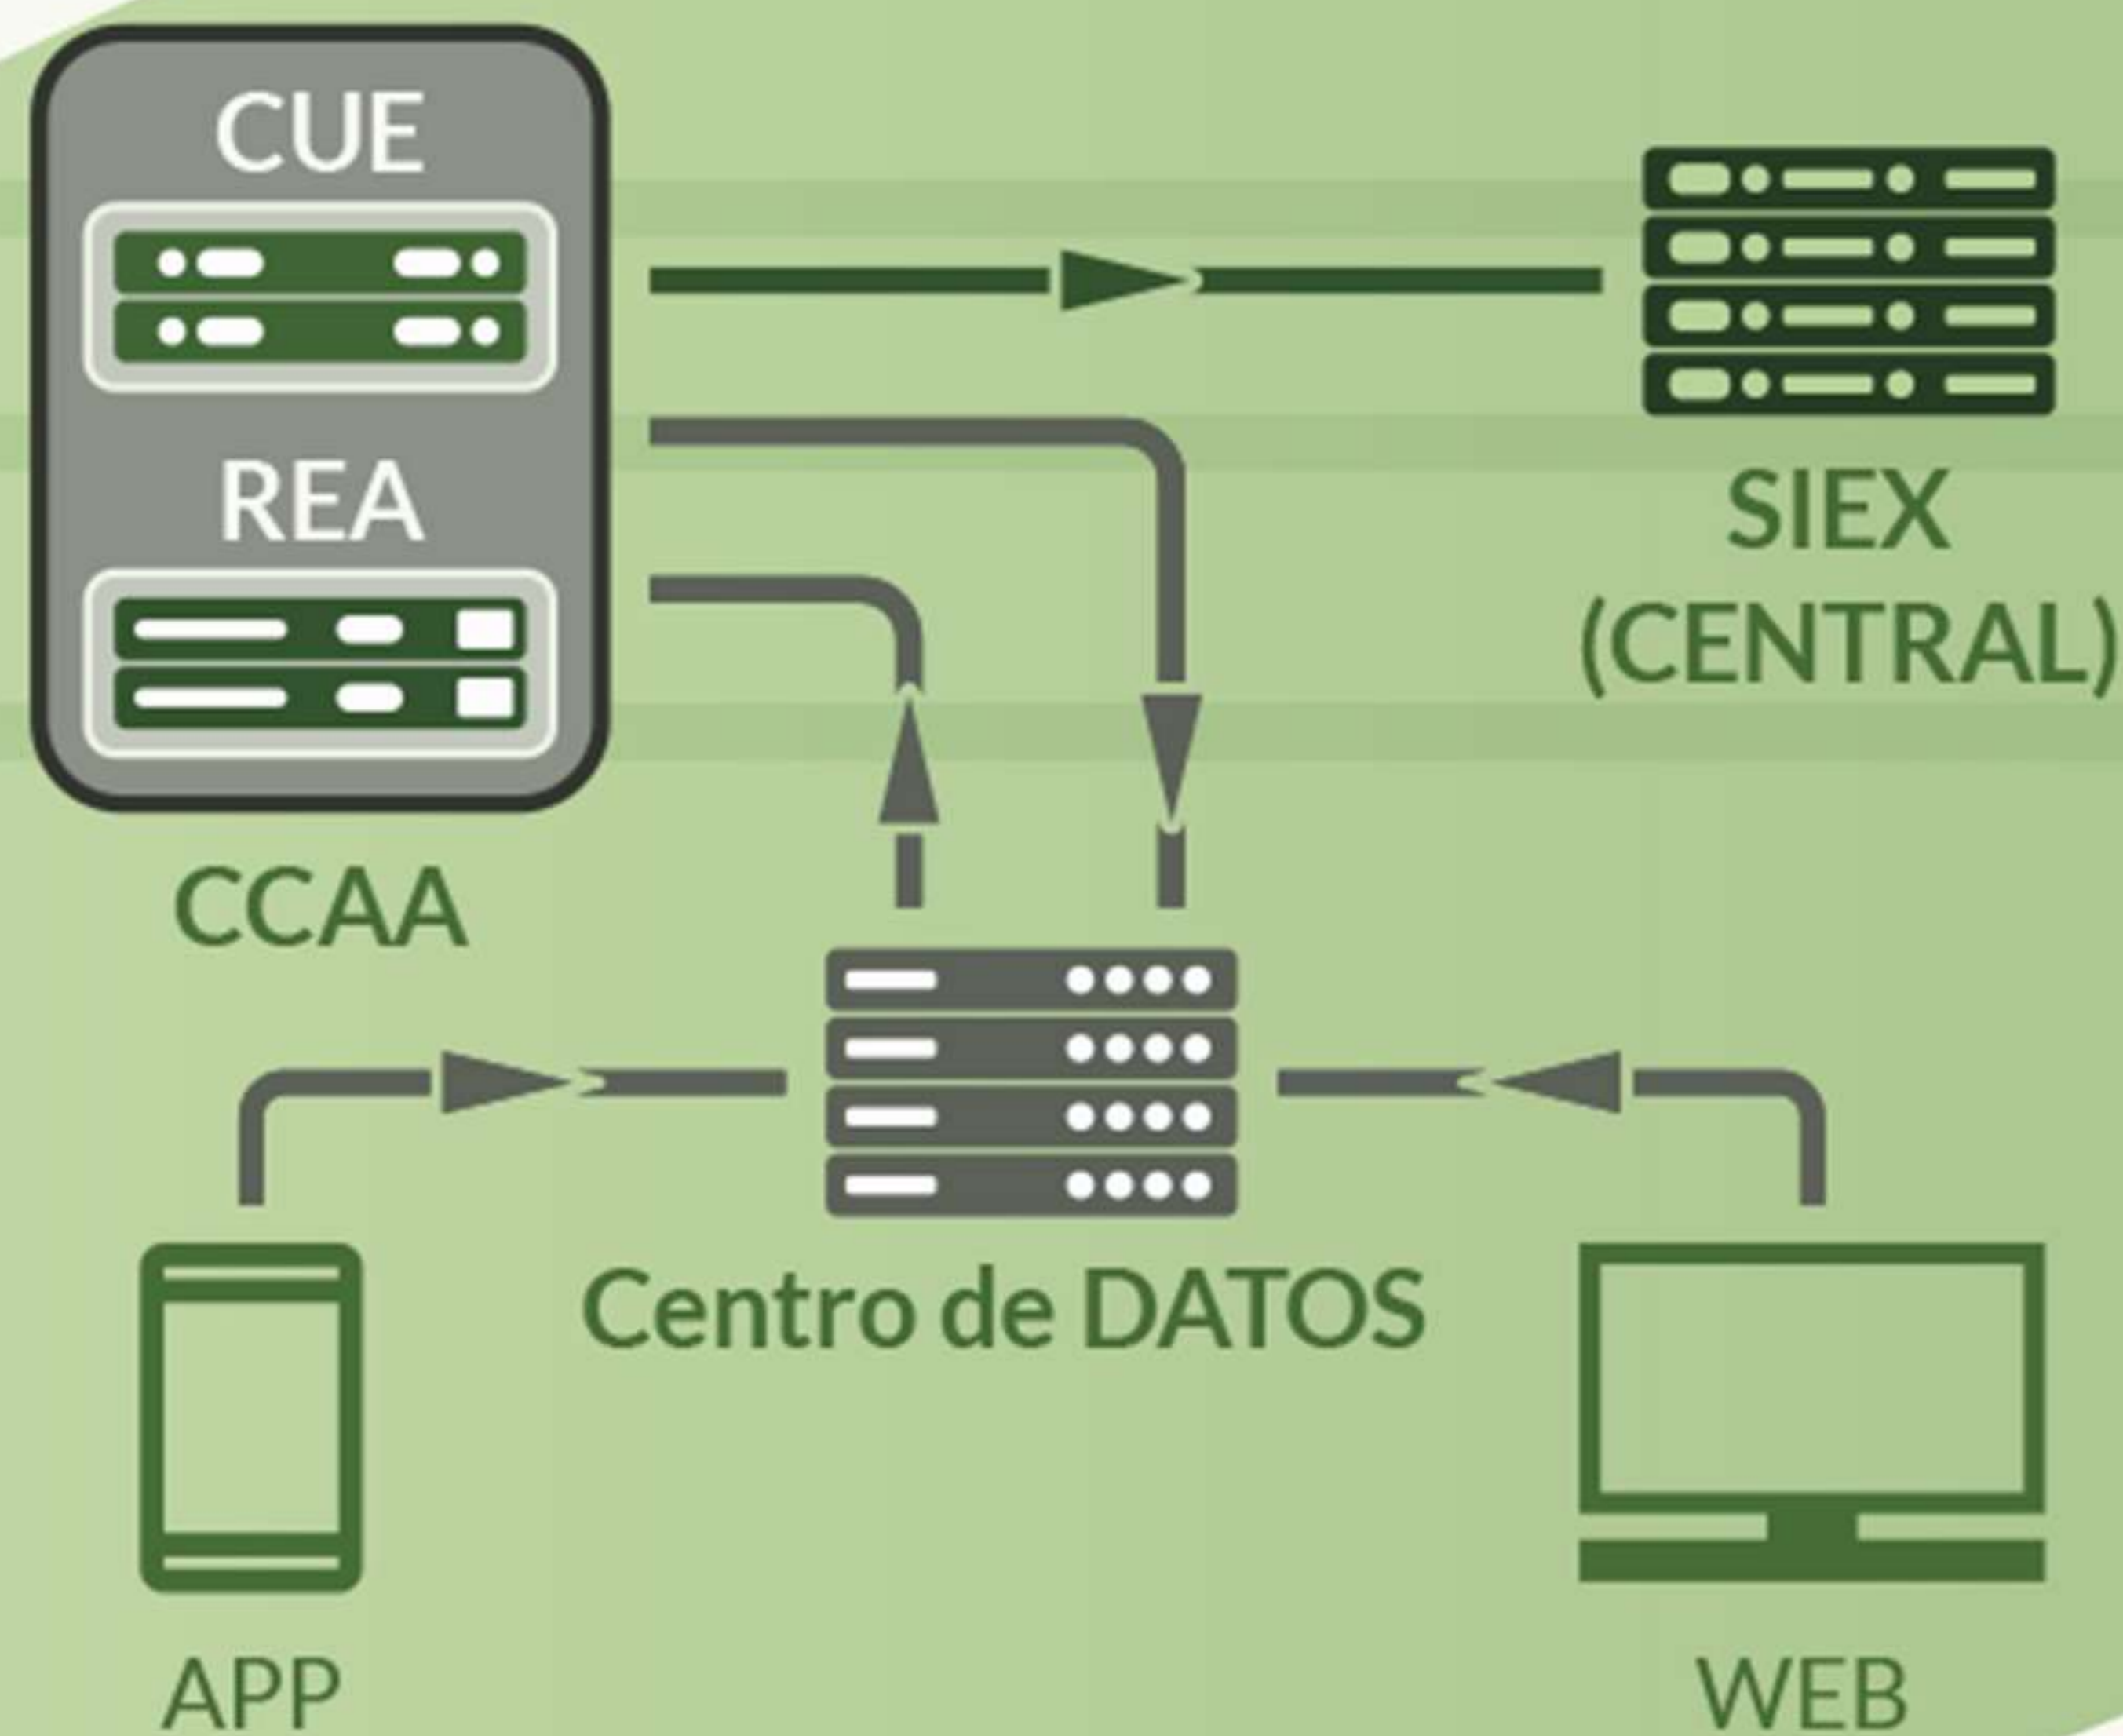 CUE
REA
CCAA
SIEX
(CENTRAL)
Centro de DATOS
APP
WEB